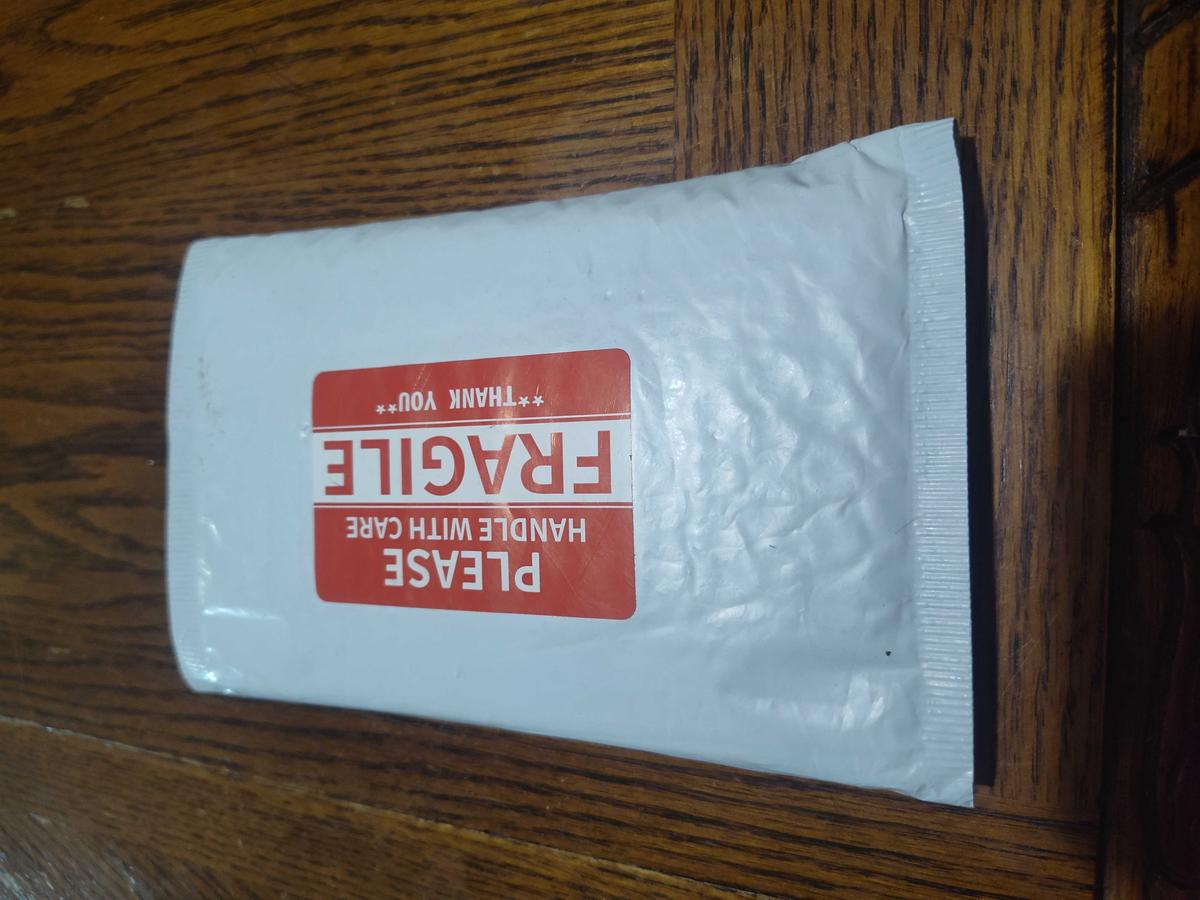 PLEASE
HANDLE WITH CARE
FRAGILE
**THANK YOU**